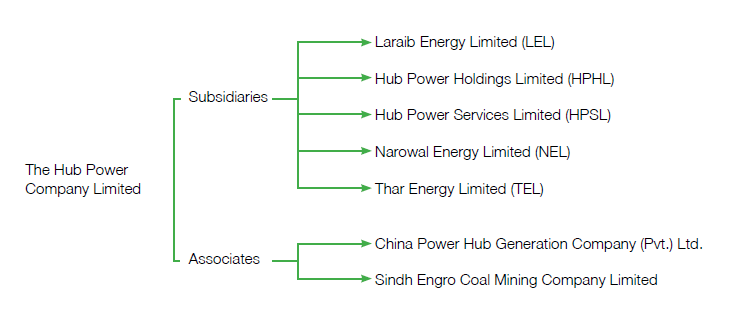 The Hub Power
Company Limited
Subsidiaries
Laraib Energy Limited (LEL)
Hub Power Holdings Limited (HPHL)
Hub Power Services Limited (HPSL)
Narowal Energy Limited (NEL)
Thar Energy Limited (TEL)
Associates
China Power Hub Generation Company (Pvt.) Ltd.
Sindh Engro Coal Mining Company Limited